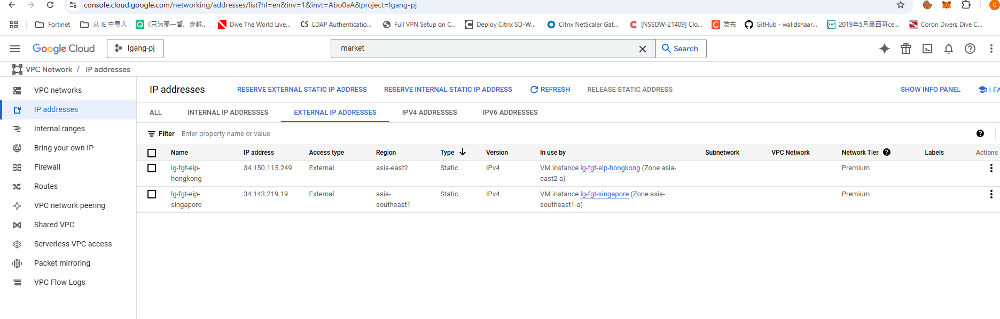 console.cloud.google.com/networking/addresses/list?hl=en&inv=1&invt=Abo0aA&project=lgang-pj
G
Fortinet
从 IE 中导入
《只为那一瞥，穿越...
Dive The World Live...
CS LDAP Authenticatio...
Full VPN Setup on C...
Deploy Citrix SD-W...
Citrix NetScaler Gat...
[NSSDW-21409] Clo...
发布
GitHub - walidshaar...
2019年5月墨西哥ce...
Coron Divers Dive C...
Google Cloud
lgang-pj
market
Search
VPC Network / IP addresses
VPC networks
IP addresses
Internal ranges
Bring your own IP
Firewall
Routes
VPC network peering
Shared VPC
Serverless VPC access
Packet mirroring
VPC Flow Logs
IP addresses
RESERVE EXTERNAL STATIC IP ADDRESS
RESERVE INTERNAL STATIC IP ADDRESS
REFRESH
RELEASE STATIC ADDRESS
SHOW INFO PANEL
LEA
ALL
INTERNAL IP ADDRESSES
EXTERNAL IP ADDRESSES
IPV4 ADDRESSES
IPV6 ADDRESSES
Filter Enter property name or value
Name IP address Access type Region Type Version In use by Subnetwork VPC Network Network Tier Labels Actions
lg-fgt-eip- 34.150.115.249 External asia-east2 Static IPv4 VM instance lg-fgt-eip-hongkong (Zone asia- Premium
hongkong east2-a)
lg-fgt-eip- 34.143.219.19 External asia- Static IPv4 VM instance lg-fgt-singapore (Zone asia- Premium
singapore southeast1 southeast1-a)